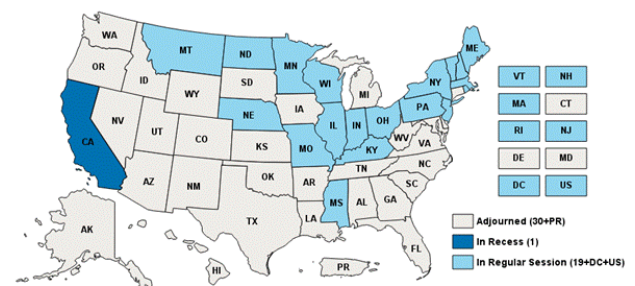 WA
ME
MT
ND
MN
OR
ID
WI
NY
VT NH
SD
MI
WY
MA CT
IA
PA
NE
NV
IL IN OH
RI NJ
UT
WV
CA
CO
VA
KS
MO
KY
DE MD
NC
TN
OK
AZ
NM
AR
SC
DC US
MS AL GA
TX
LA
Adjourned (30+PR)
AK
FL
In Recess (1)
HI
PR
In Regular Session (19+DC+US)